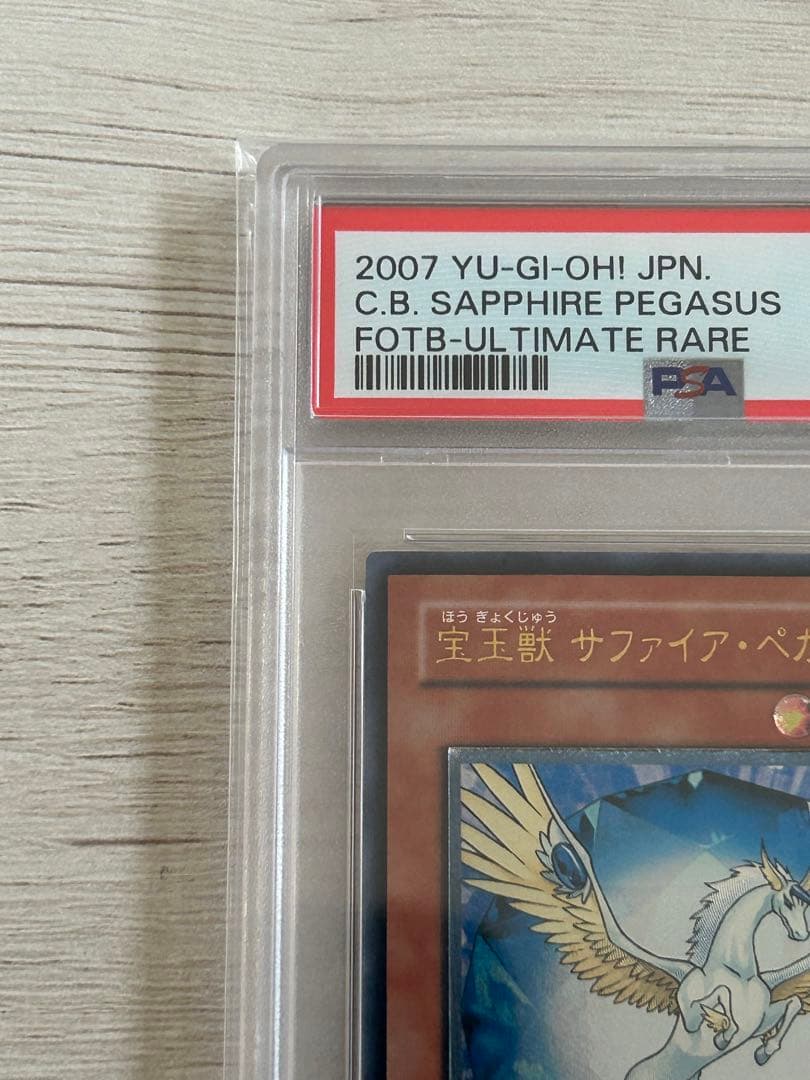 2007 YU-GI-OH! JPN.
C.B. SAPPHIRE PEGASUS
FOTB-ULTIMATE RARE
PSA
ほうぎょくじゅう
宝玉獣 サファイア・ペガ